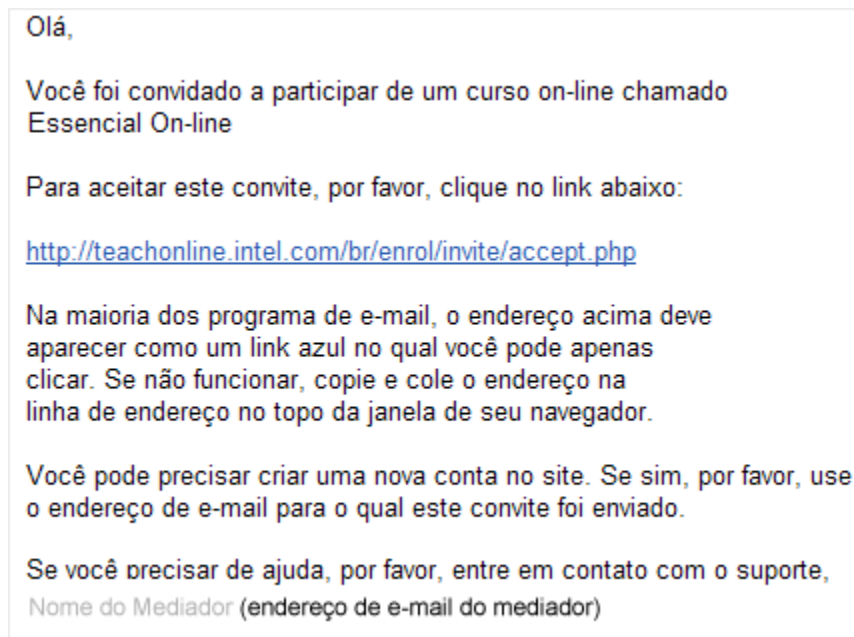 Olá,
Você foi convidado a participar de um curso on-line chamado
Essencial On-line
Para aceitar este convite, por favor, clique no link abaixo:
http://teachonline.intel.com/br/enrol/invite/accept.php
Na maioria dos programa de e-mail, o endereço acima deve
aparecer como um link azul no qual você pode apenas
clicar. Se não funcionar, copie e cole o endereço na
linha de endereço no topo da janela de seu navegador.
Você pode precisar criar uma nova conta no site. Se sim, por favor, use
o endereço de e-mail para o qual este convite foi enviado.
Se você precisar de ajuda, por favor, entre em contato com o suporte,
Nome do Mediador (endereço de e-mail do mediador)